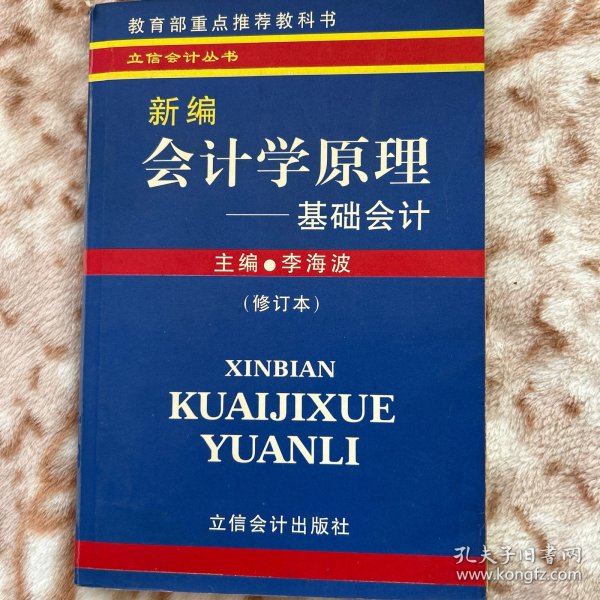 教育部重点推荐教科书
立信会计丛书
新编
会计学原理
——基础会计
主编●李海波
(修订本)
XINBIAN
KUAIJIXUE
YUANLI
立信会计出版社
孔夫子旧书网
www.kongfz.com